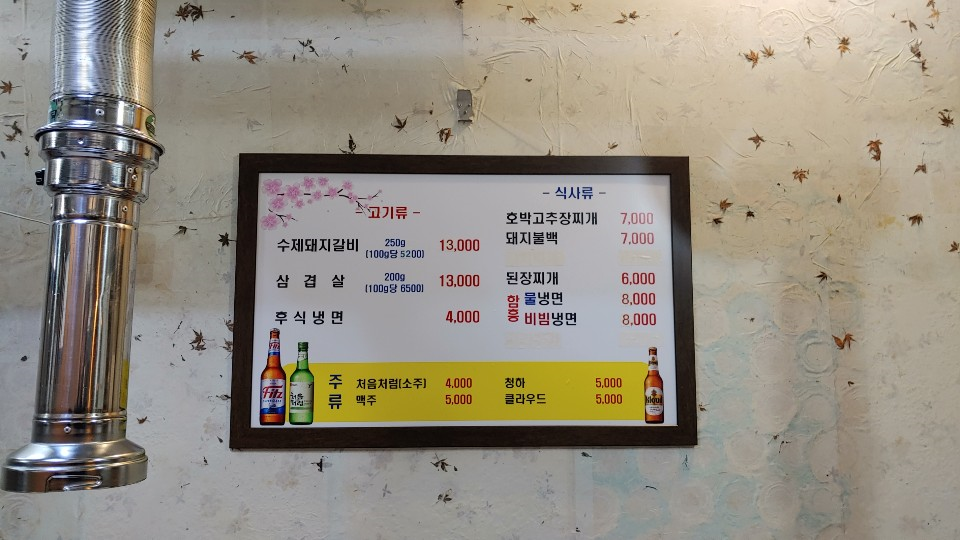 - 고기류 -
수제돼지갈비 250g (100g당 5200) 13,000
삼 겹 살 200g (100g당 6500) 13,000
후 식 냉 면 4,000
- 식사류 -
호박고추장찌개 7,000
돼지불백 7,000
된장찌개 6,000
함흥 물냉면 8,000
비빔냉면 8,000
주류
처음처럼(소주) 4,000
맥주 5,000
청하 5,000
클라우드 5,000
Fitz
처음처럼